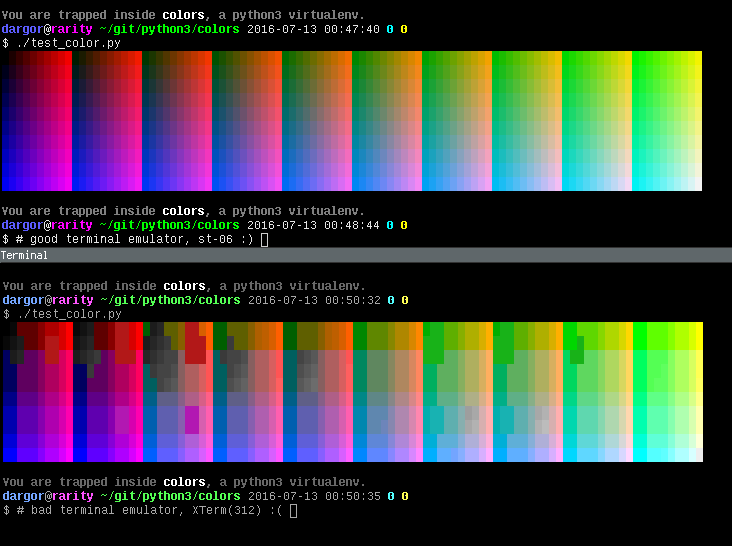 You are trapped inside colors, a python3 virtualenv.
dargor@rarity ~/git/python3/colors 2016-07-13 00:47:40 0 0
$ ./test_color.py
You are trapped inside colors, a python3 virtualenv.
dargor@rarity ~/git/python3/colors 2016-07-13 00:48:44 0 0
$ # good terminal emulator, st-06 :)
Terminal
You are trapped inside colors, a python3 virtualenv.
dargor@rarity ~/git/python3/colors 2016-07-13 00:50:32 0 0
$ ./test_color.py
You are trapped inside colors, a python3 virtualenv.
dargor@rarity ~/git/python3/colors 2016-07-13 00:50:35 0 0
$ # bad terminal emulator, XTerm(312) :(